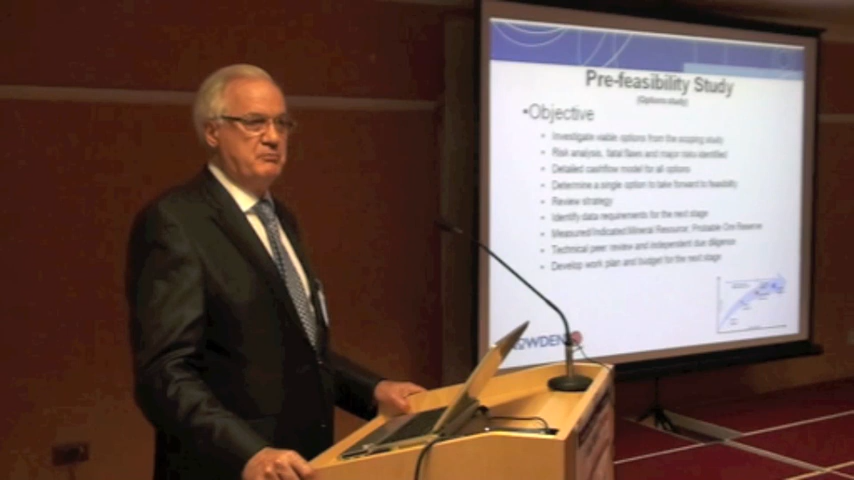 Pre-feasibility Study
(Options study)
•Objective
• Investigate viable options from the scoping study
• Risk analysis, fatal flaws and major risks identified
• Detailed cashflow model for all options
• Determine a single option to take forward to feasibility
• Review strategy
• Identify data requirements for the next stage
• Measured/Indicated Mineral Resource, Probable Ore Reserve
• Technical peer review and independent due diligence
• Develop work plan and budget for the next stage
OWDEN